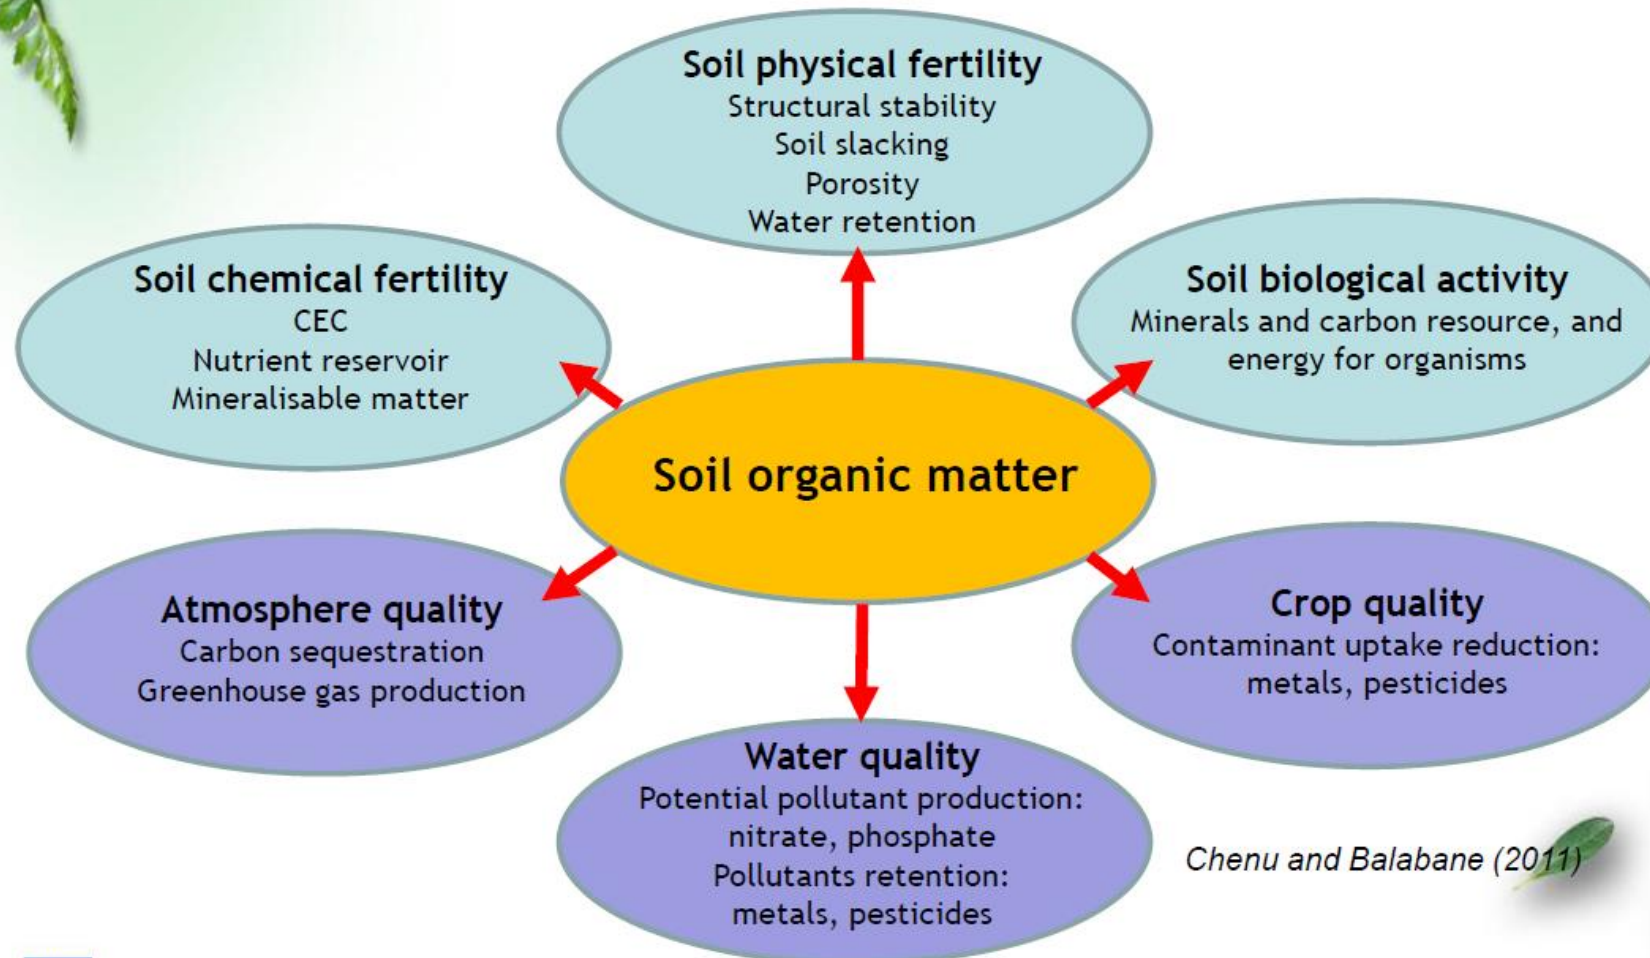 Soil physical fertility
Structural stability
Soil slacking
Porosity
Water retention
Soil chemical fertility
CEC
Nutrient reservoir
Mineralisable matter
Soil biological activity
Minerals and carbon resource, and
energy for organisms
Soil organic matter
Atmosphere quality
Carbon sequestration
Greenhouse gas production
Crop quality
Contaminant uptake reduction:
metals, pesticides
Water quality
Potential pollutant production:
nitrate, phosphate
Pollutants retention:
metals, pesticides
Chenu and Balabane (2011)